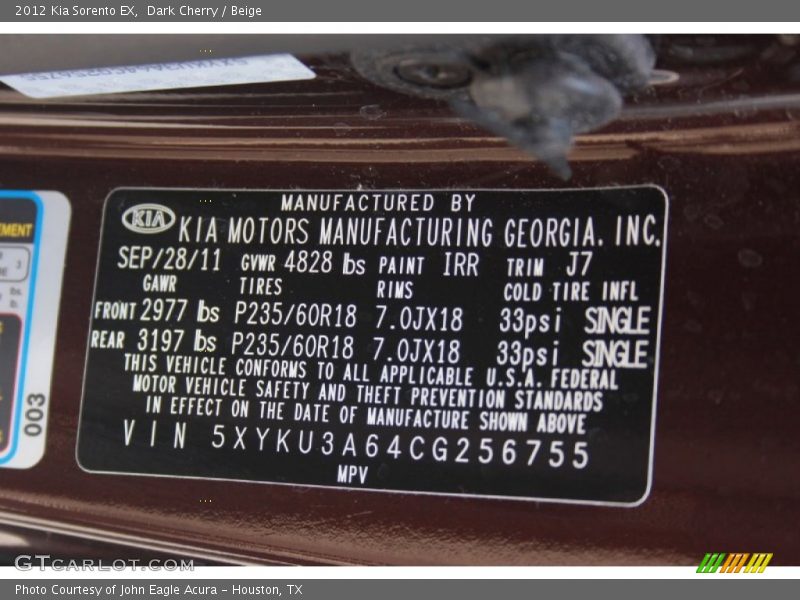 2012 Kia Sorento EX, Dark Cherry / Beige
MANUFACTURED BY
KIA KIA MOTORS MANUFACTURING GEORGIA. INC.
SEP/28/11 GVWR 4828 lbs PAINT IRR TRIM J7
GAWR TIRES RIMS COLD TIRE INFL
FRONT 2977 lbs P235/60R18 7.0JX18 33psi SINGLE
REAR 3197 lbs P235/60R18 7.0JX18 33psi SINGLE
THIS VEHICLE CONFORMS TO ALL APPLICABLE U.S.A. FEDERAL
MOTOR VEHICLE SAFETY AND THEFT PREVENTION STANDARDS
IN EFFECT ON THE DATE OF MANUFACTURE SHOWN ABOVE
VIN 5XYKU3A64CG256755
MPV
003
GTCarLot.com
Photo Courtesy of John Eagle Acura - Houston, TX